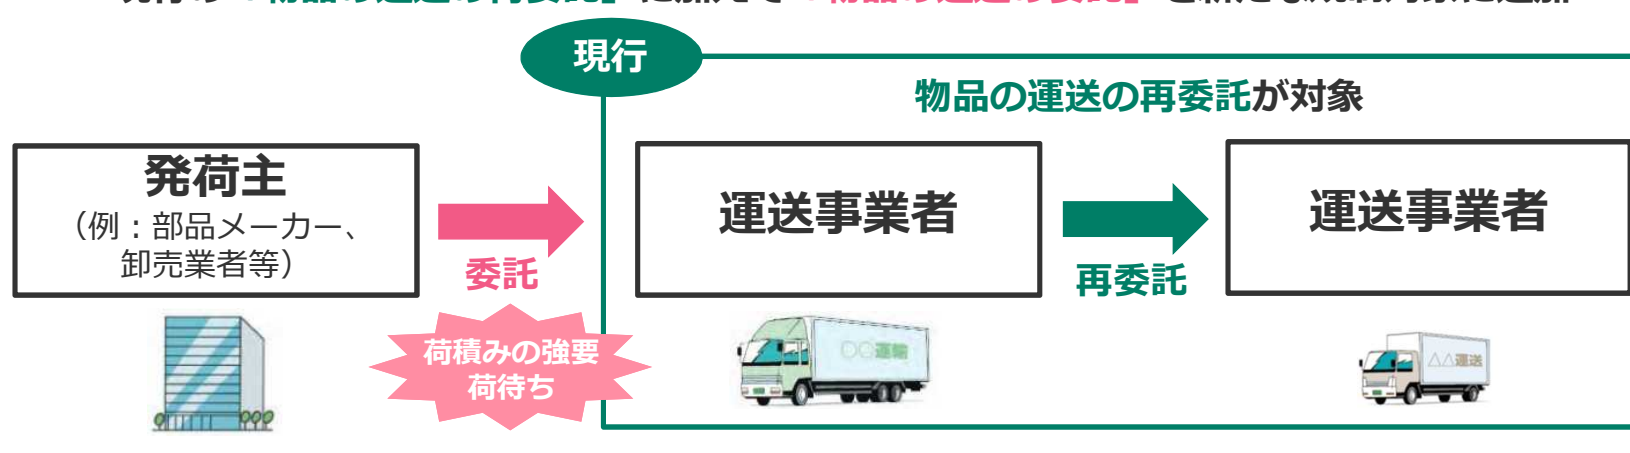 現行
物品の運送の再委託が対象
発荷主
（例：部品メーカー、
卸売業者等）
委託
荷積みの強要
荷待ち
運送事業者
再委託
運送事業者
〇〇運輸
△△運送